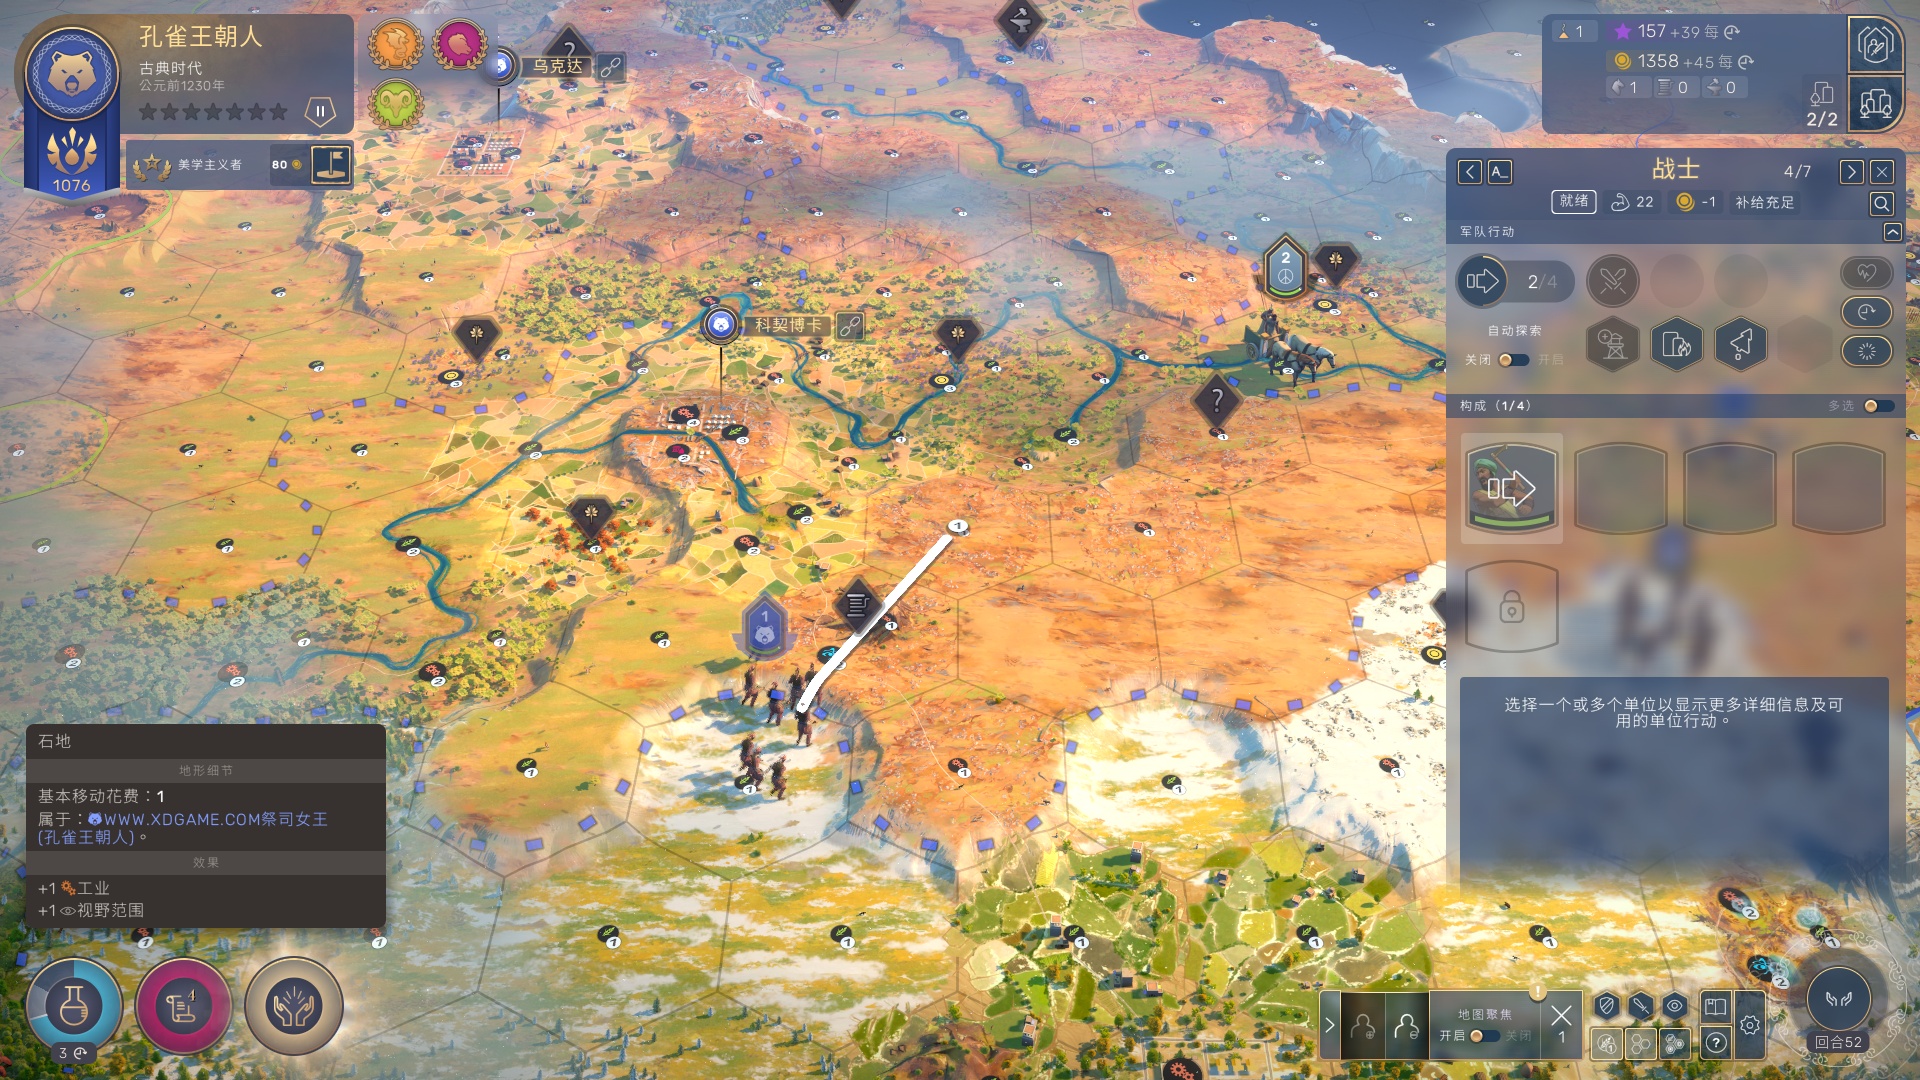 孔雀王朝人
古典时代
公元前1230年
1076
美学主义者
80
乌克达
科契博卡
1
157 +39 每
1358 +45 每
1
0
0
2/2
战士
4/7
就绪
22
-1
补给充足
军队行动
2/4
自动探索
关闭
开启
构成 (1/4)
多选
选择一个或多个单位以显示更多详细信息及可
用的单位行动。
2
1
1
石地
地形细节
基本移动花费：1
属于：WWW.XDGAME.COM祭司女王
(孔雀王朝人)。
效果
+1 工业
+1 视野范围
3
4
地图聚焦
开启
关闭
1
回合52